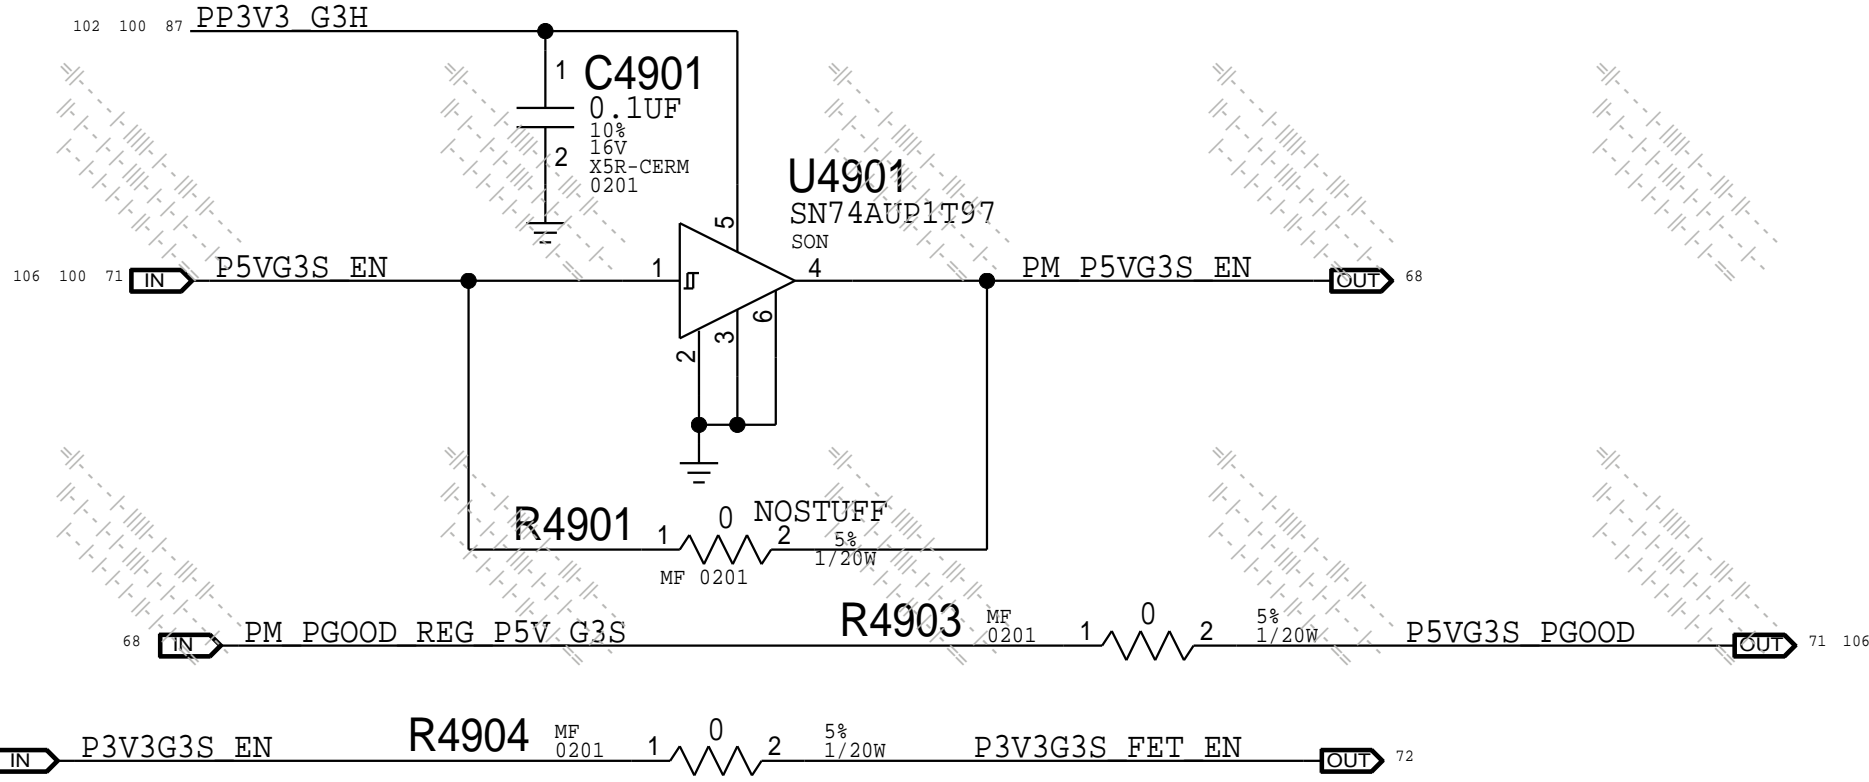 102 100 87 PP3V3_G3H
1 C4901
0.1UF
10%
16V
2 X5R-CERM
0201
U4901
SN74AUP1T97
SON
5
106 100 71 IN P5VG3S_EN 1 4 PM_P5VG3S_EN OUT 68
2 3 6
R4901 1 0 2 NOSTUFF
5%
1/20W
MF 0201
68 IN PM_PGOOD_REG_P5V_G3S R4903 MF 0201 1 0 2 5% 1/20W P5VG3S_PGOOD OUT 71 106
IN P3V3G3S_EN R4904 MF 0201 1 0 2 5% 1/20W P3V3G3S_FET_EN OUT 72